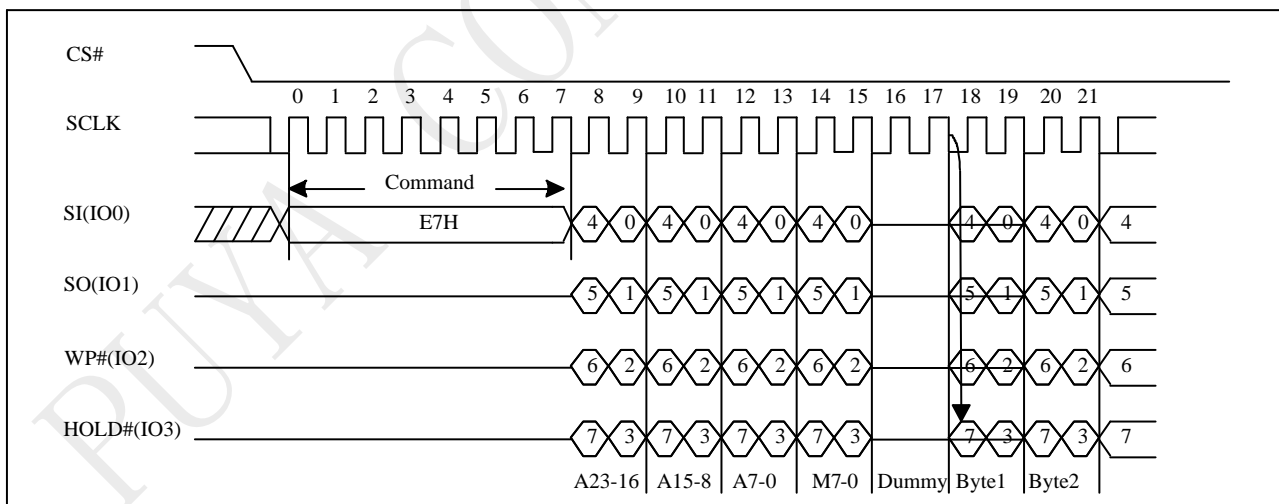 PUYA CON
CS#
0 1 2 3 4 5 6 7 8 9 10 11 12 13 14 15 16 17 18 19 20 21
SCLK
Command
SI(IO0)
E7H
4 0 4 0 4 0 4 0 4 0 4 0 4
SO(IO1)
5 1 5 1 5 1 5 1 5 1 5 1 5
WP#(IO2)
6 2 6 2 6 2 6 2 6 2 6 2 6
HOLD#(IO3)
7 3 7 3 7 3 7 3 7 3 7 3 7
A23-16 A15-8 A7-0 M7-0 Dummy Byte1 Byte2